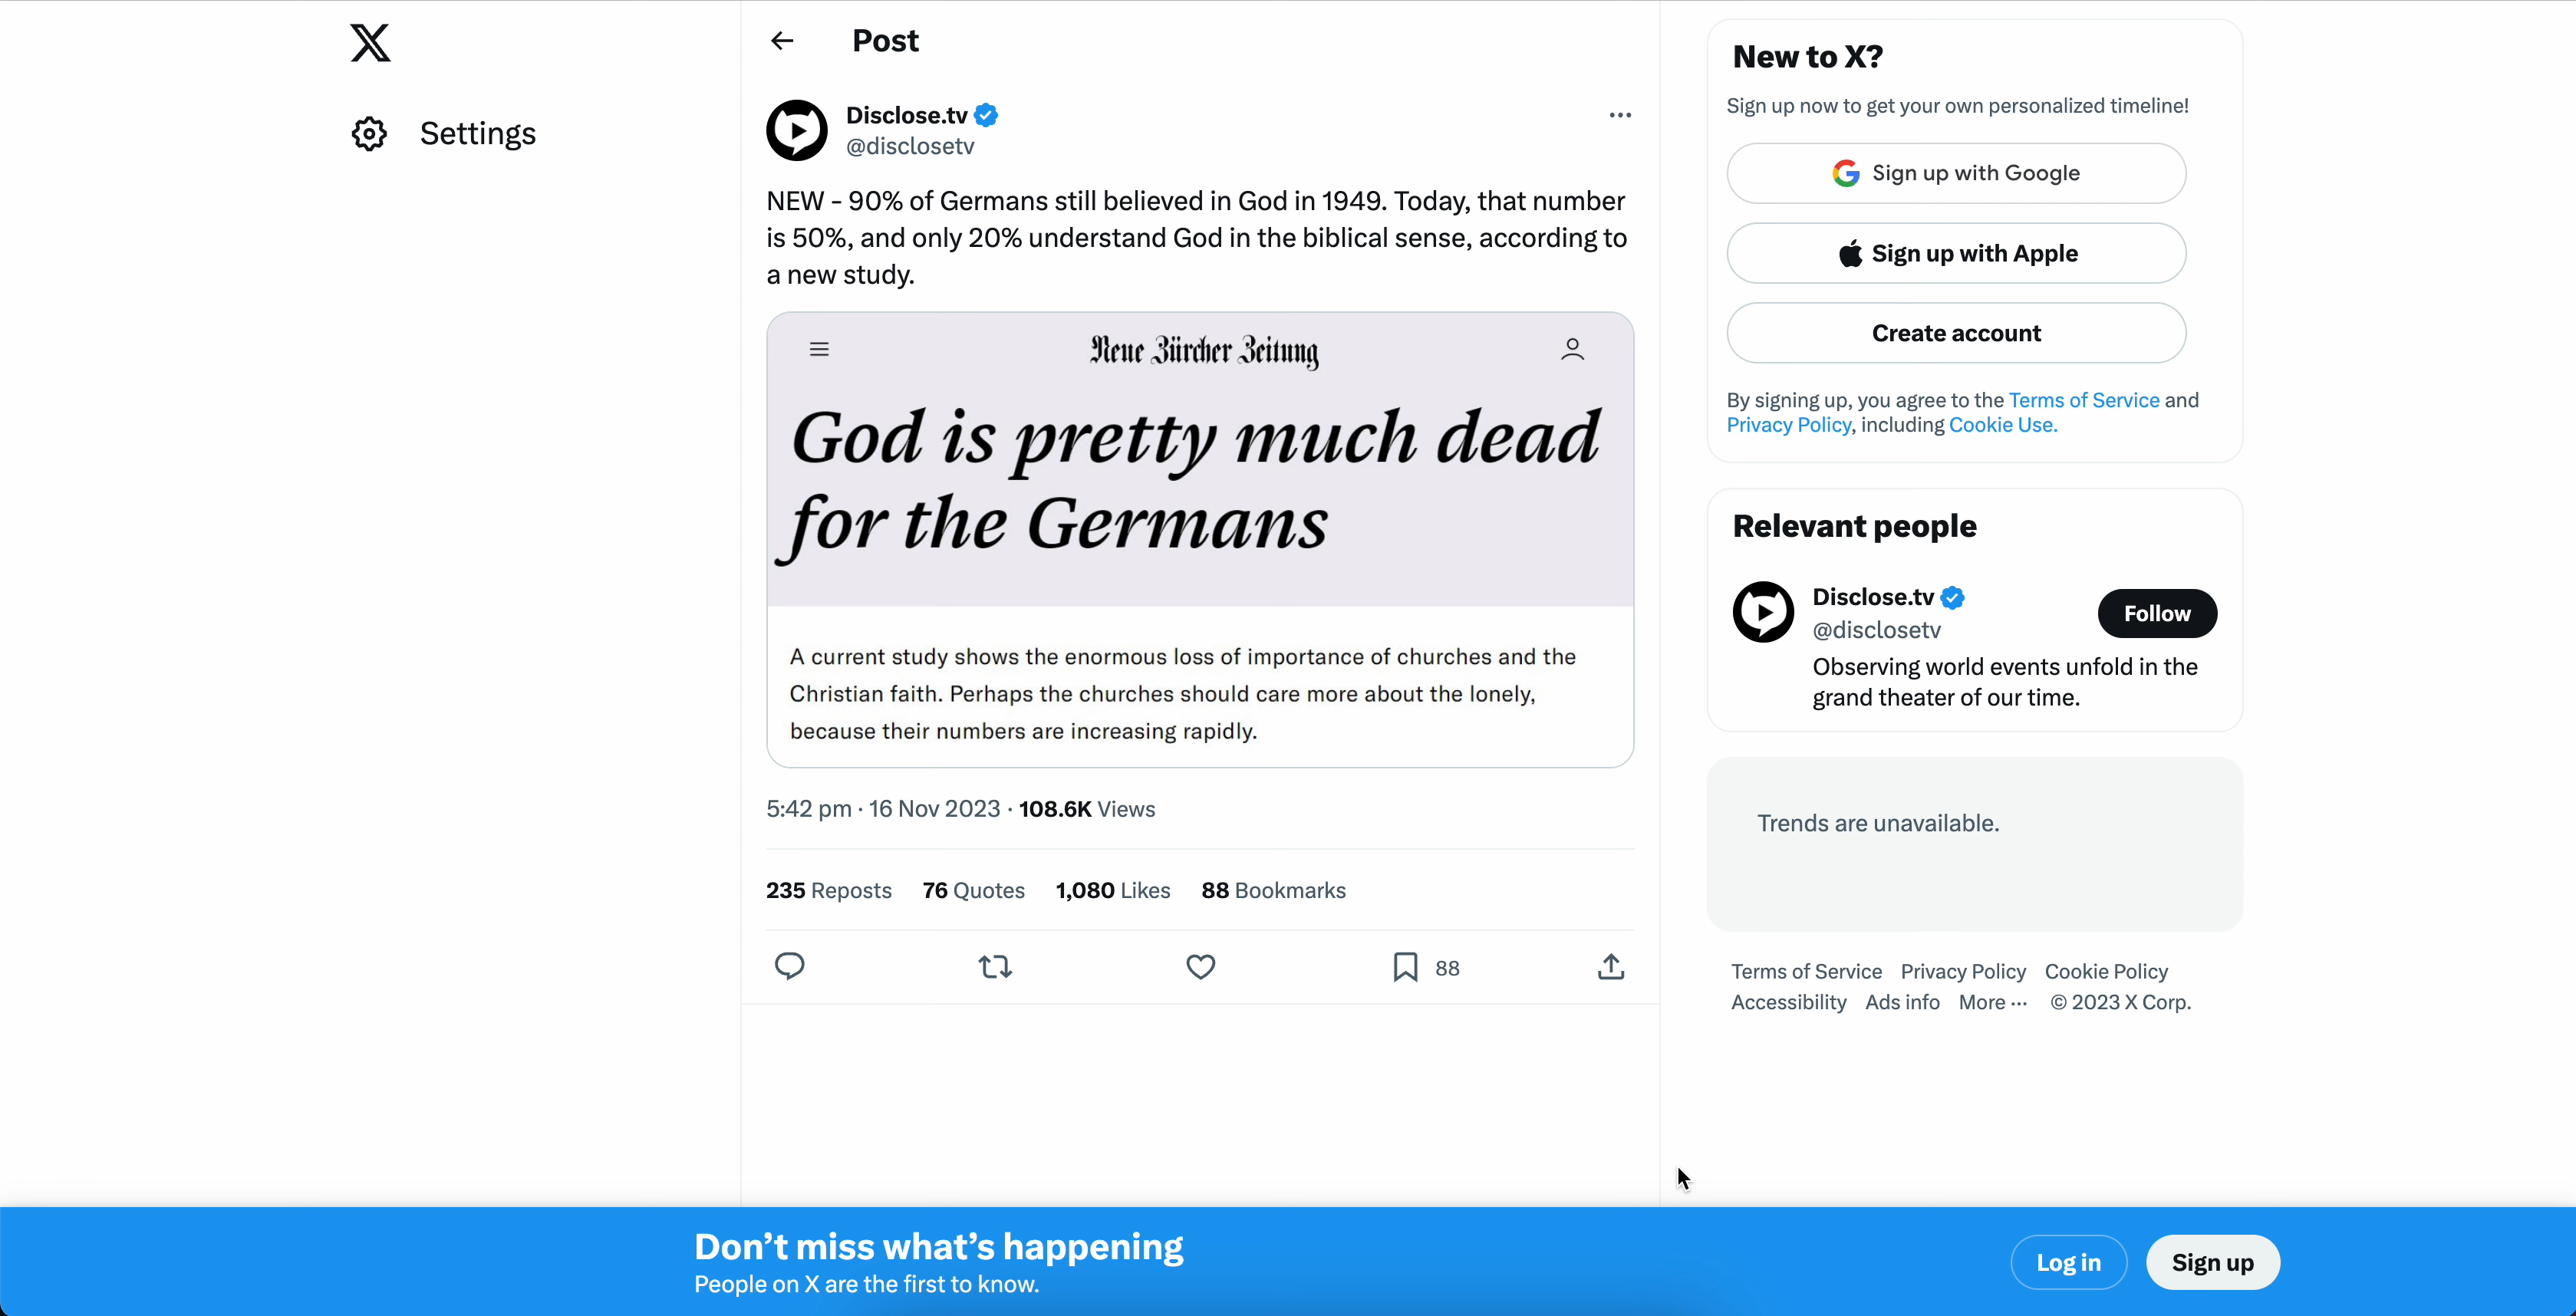 Settings
Post
Disclose.tv
@disclosetv
NEW - 90% of Germans still believed in God in 1949. Today, that number
is 50%, and only 20% understand God in the biblical sense, according to
a new study.
Neue Zürcher Zeitung
God is pretty much dead
for the Germans
A current study shows the enormous loss of importance of churches and the
Christian faith. Perhaps the churches should care more about the lonely,
because their numbers are increasing rapidly.
5:42 pm · 16 Nov 2023 · 108.6K Views
235 Reposts 76 Quotes 1,080 Likes 88 Bookmarks
88
New to X?
Sign up now to get your own personalized timeline!
Sign up with Google
Sign up with Apple
Create account
By signing up, you agree to the Terms of Service and
Privacy Policy, including Cookie Use.
Relevant people
Disclose.tv
@disclosetv
Follow
Observing world events unfold in the
grand theater of our time.
Trends are unavailable.
Terms of Service Privacy Policy Cookie Policy
Accessibility Ads info More ··· © 2023 X Corp.
Don’t miss what’s happening
People on X are the first to know.
Log in
Sign up